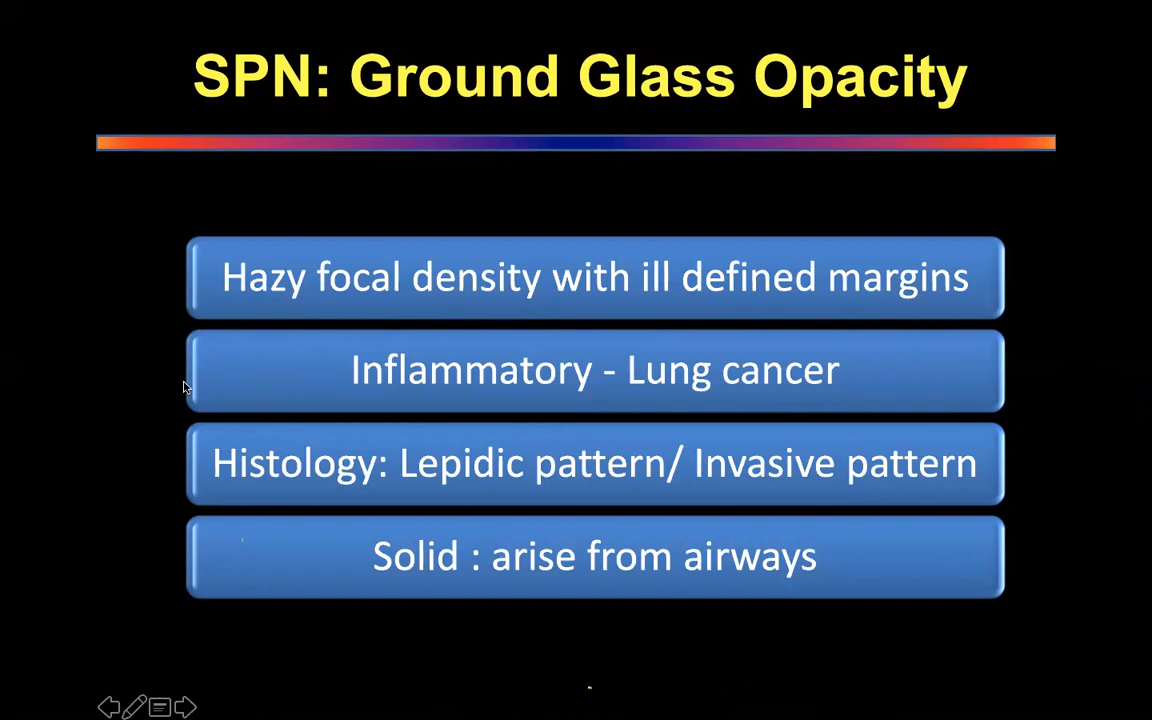 SPN: Ground Glass Opacity
Hazy focal density with ill defined margins
Inflammatory - Lung cancer
Histology: Lepidic pattern/ Invasive pattern
Solid : arise from airways